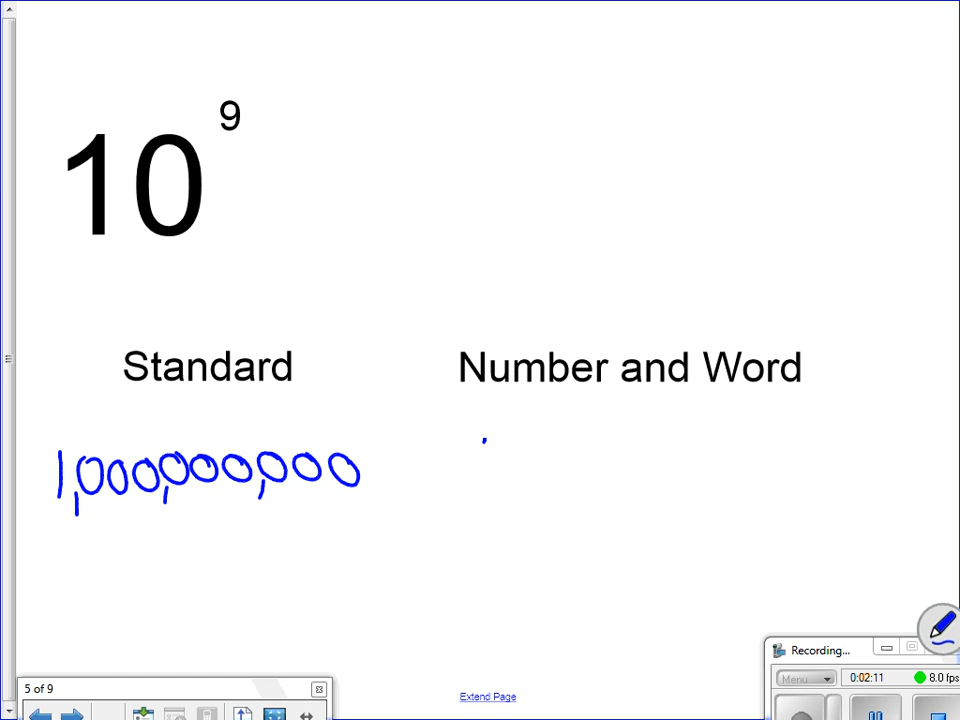 10^9
Standard Number and Word
1,000,000,000
Recording...
Menu 0:02:11 8.0 fps
5 of 9
Extend Page